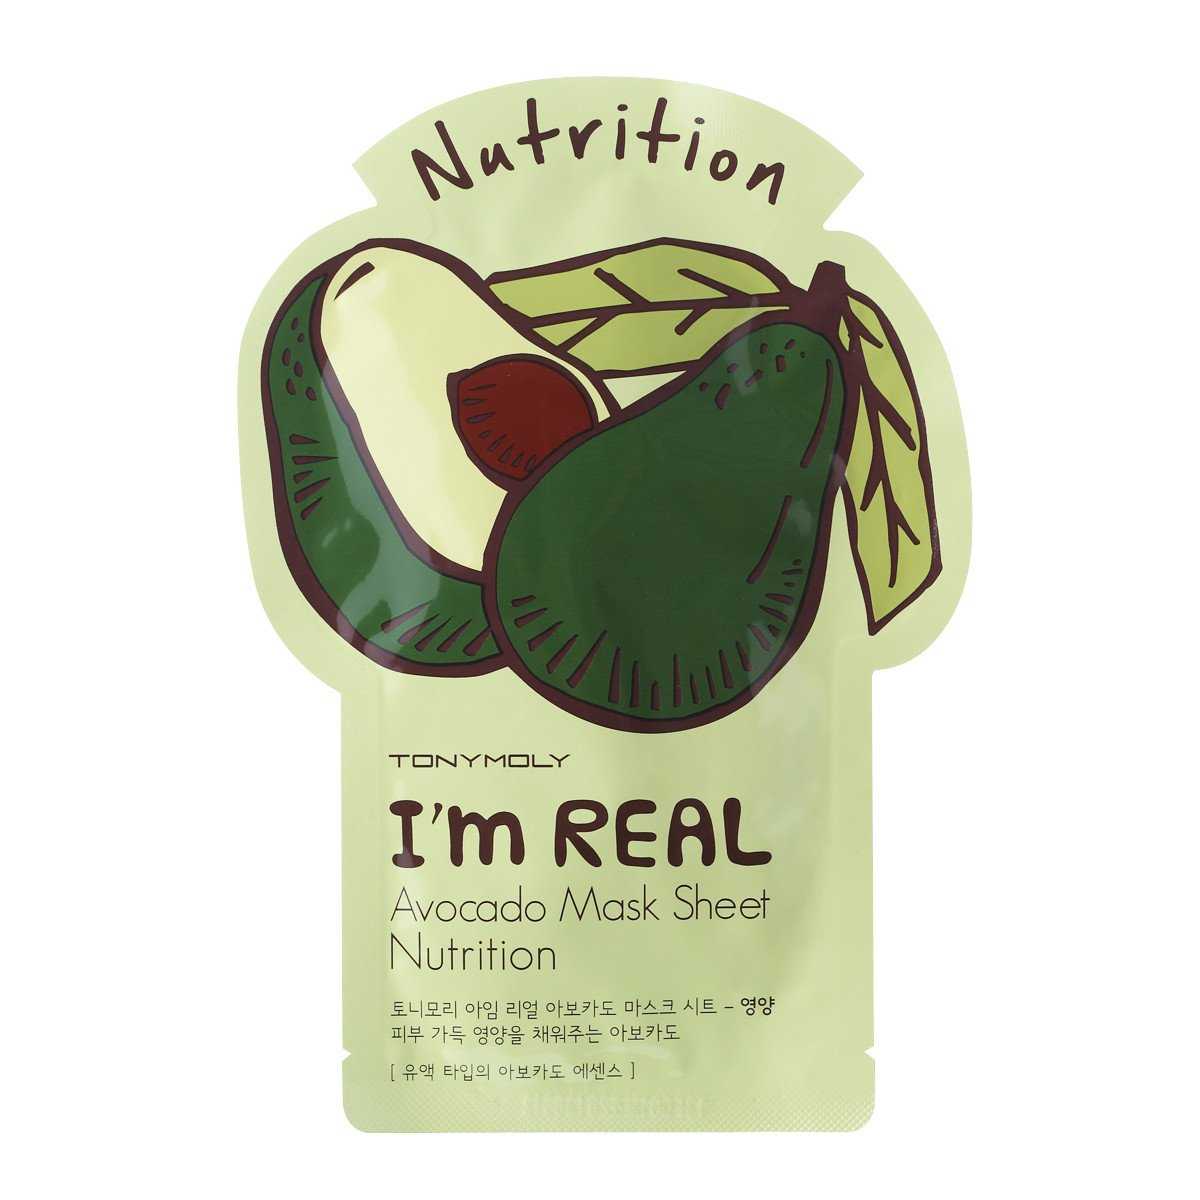 Nutrition
TONYMOLY
I'm REAL
Avocado Mask Sheet
Nutrition
토니모리 아임 리얼 아보카도 마스크 시트 – 영양
피부 가득 영양을 채워주는 아보카도
[ 유액 타입의 아보카도 에센스 ]